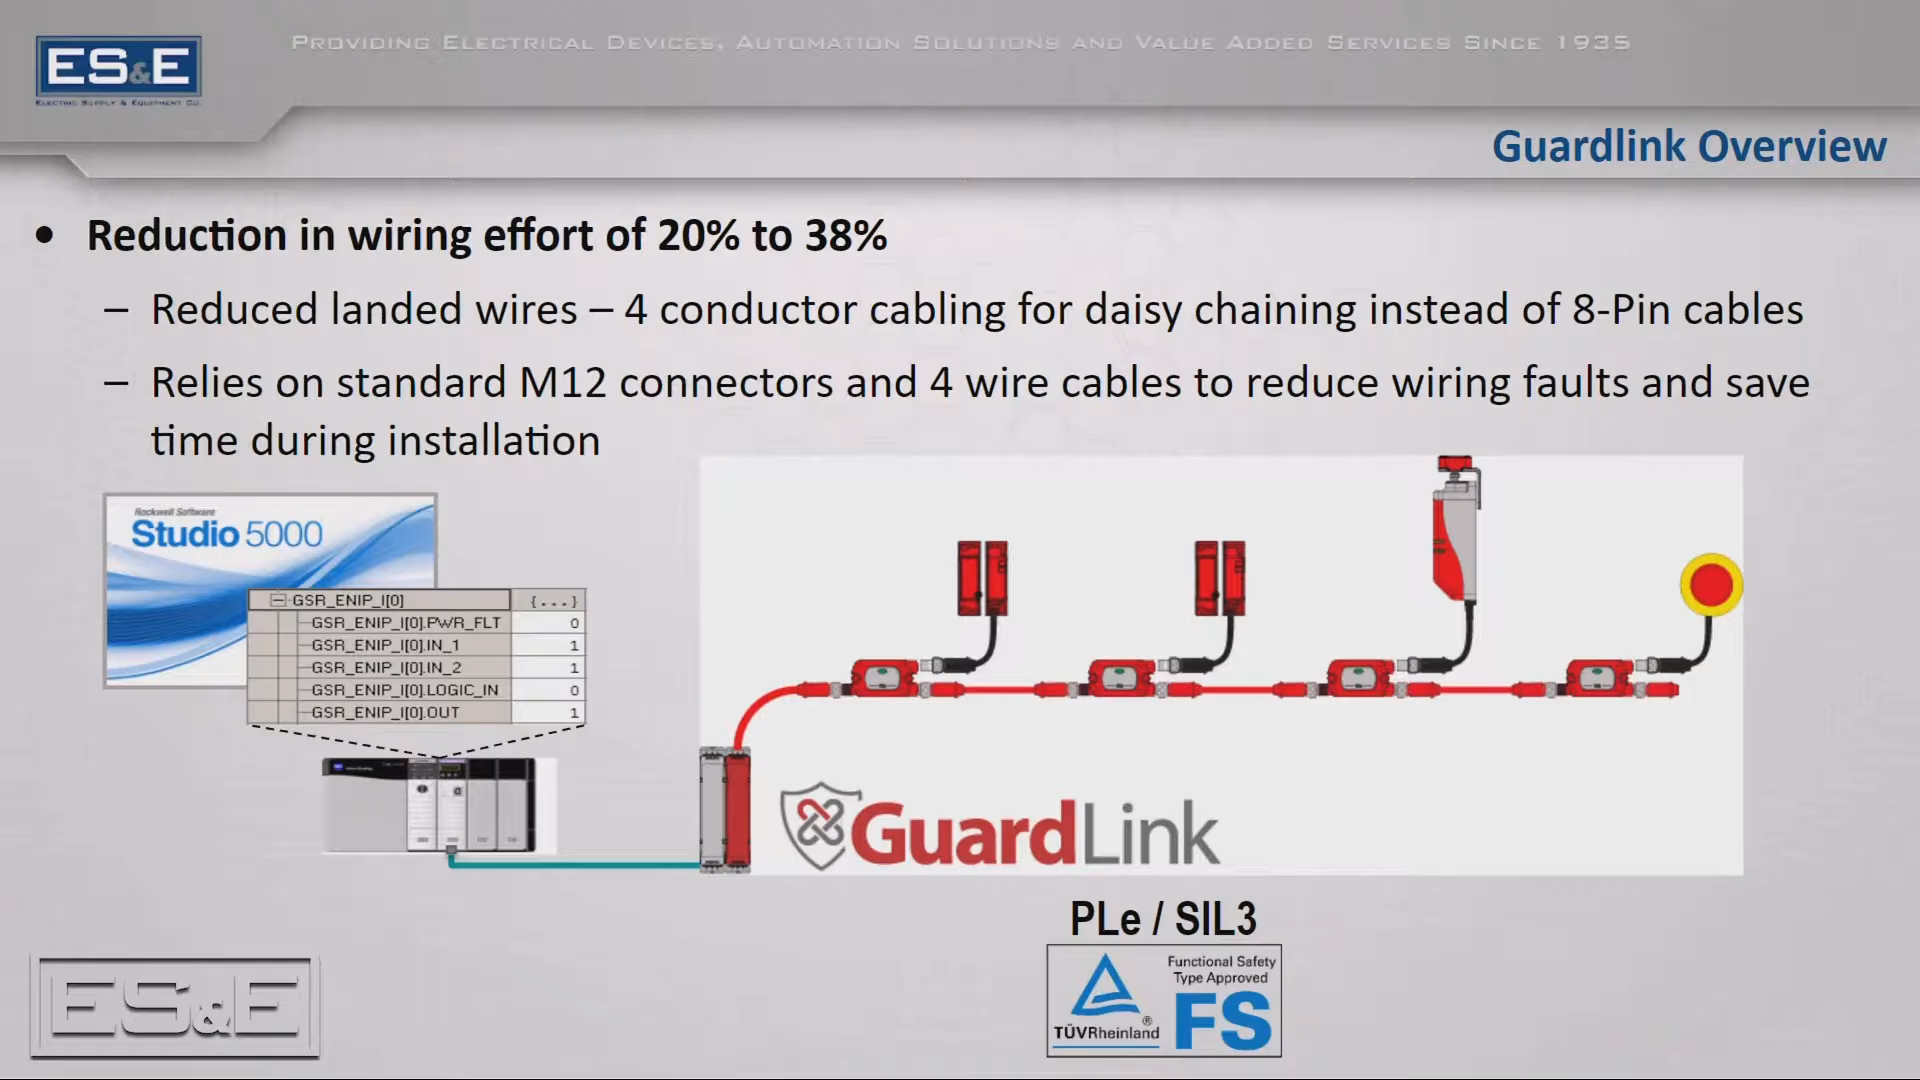 PROVIDING ELECTRICAL DEVICES, AUTOMATION SOLUTIONS AND VALUE ADDED SERVICES SINCE 1935
ES&E
ELECTRIC SUPPLY & EQUIPMENT CO.
Guardlink Overview
• Reduction in wiring effort of 20% to 38%
– Reduced landed wires – 4 conductor cabling for daisy chaining instead of 8-Pin cables
– Relies on standard M12 connectors and 4 wire cables to reduce wiring faults and save
time during installation
Rockwell Software
Studio 5000
GSR_ENIP_I[0] {...}
GSR_ENIP_I[0].PWR_FLT 0
GSR_ENIP_I[0].IN_1 1
GSR_ENIP_I[0].IN_2 1
GSR_ENIP_I[0].LOGIC_IN 0
GSR_ENIP_I[0].OUT 1
GuardLink
PLe / SIL3
Functional Safety
Type Approved
TÜVRheinland®
FS
ES&E